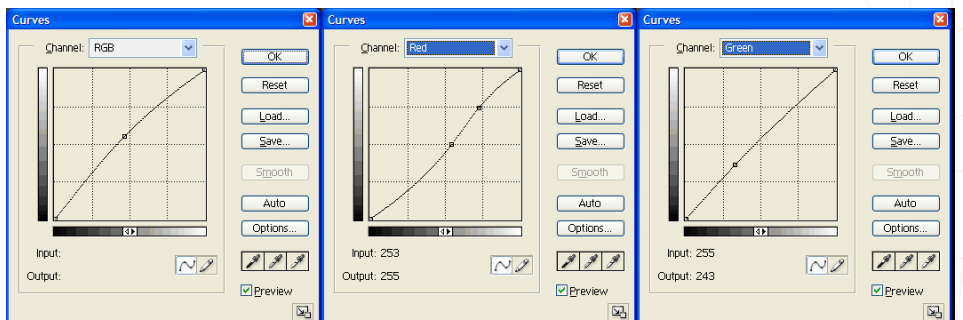 Curves
Channel: RGB
OK
Reset
Load...
Save...
Smooth
Auto
Options...
Input:
Output:
Preview
Curves
Channel: Red
OK
Reset
Load...
Save...
Smooth
Auto
Options...
Input: 253
Output: 255
Preview
Curves
Channel: Green
OK
Reset
Load...
Save...
Smooth
Auto
Options...
Input: 255
Output: 243
Preview